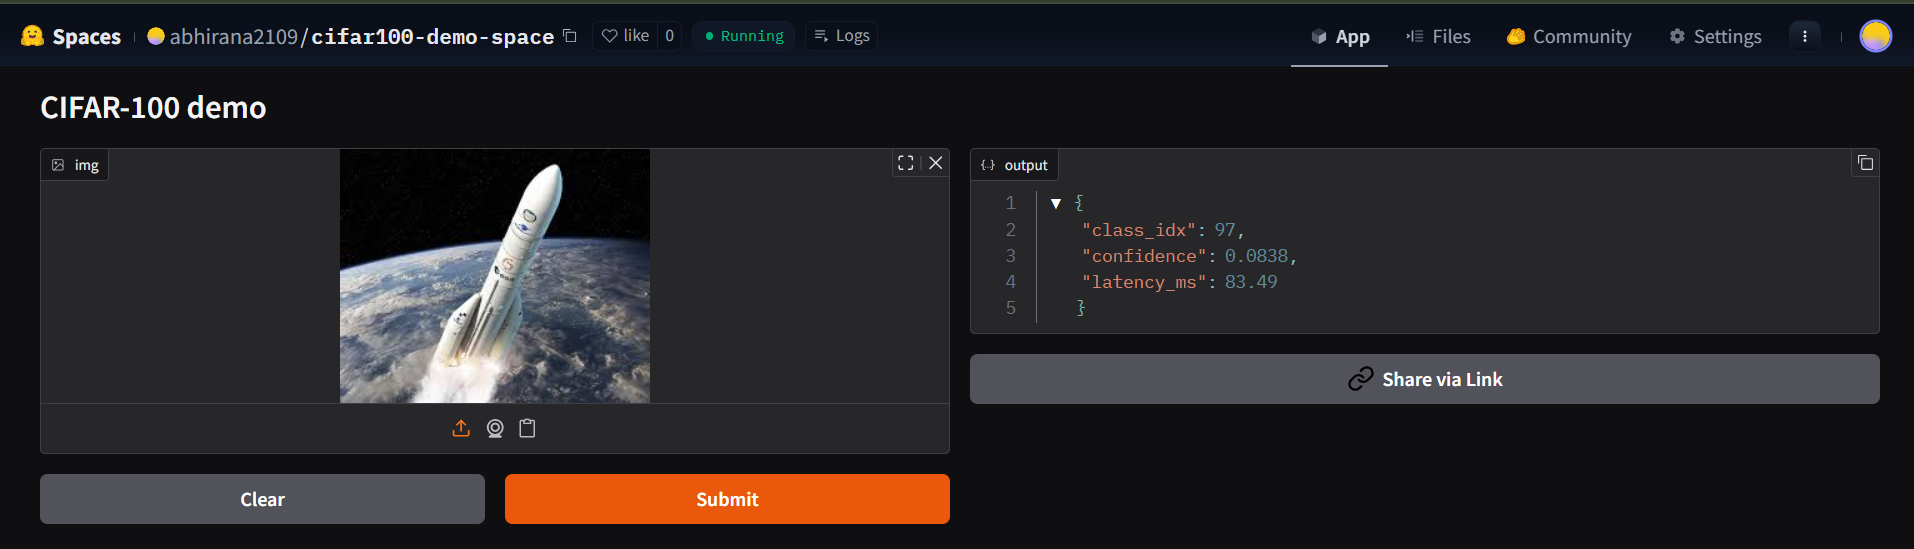 Spaces
abhirana2109/cifar100-demo-space
like 0
Running
Logs
App
Files
Community
Settings
CIFAR-100 demo
img
Clear
Submit
output
1 {
2 "class_idx": 97,
3 "confidence": 0.0838,
4 "latency_ms": 83.49
5 }
Share via Link